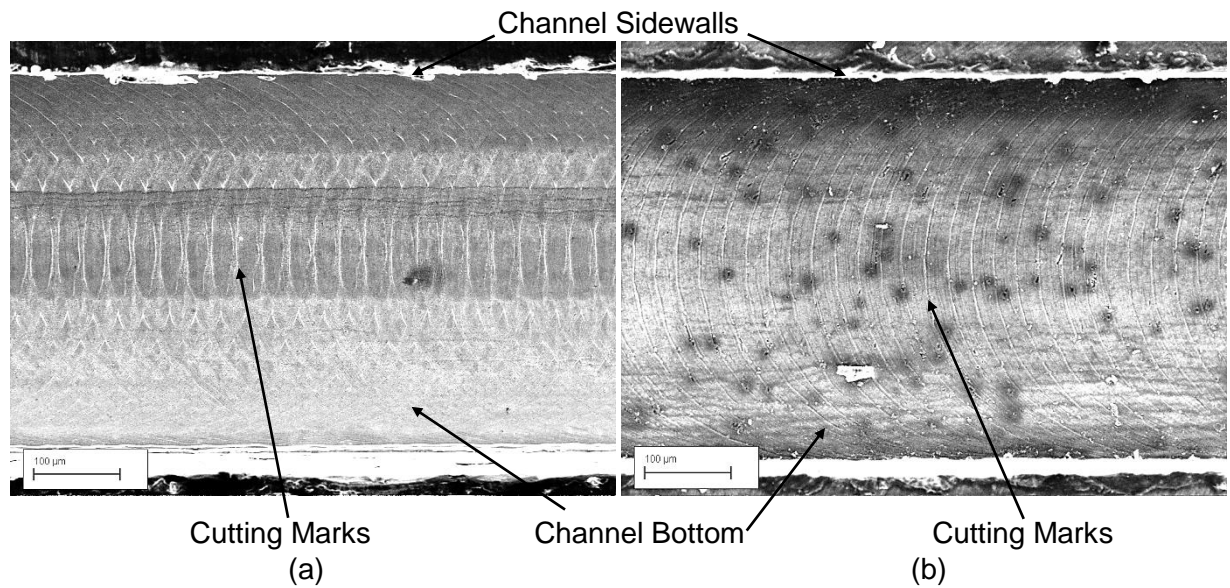 Channel Sidewalls
100 µm
100 µm
Cutting Marks
Channel Bottom
Cutting Marks
(a)
(b)